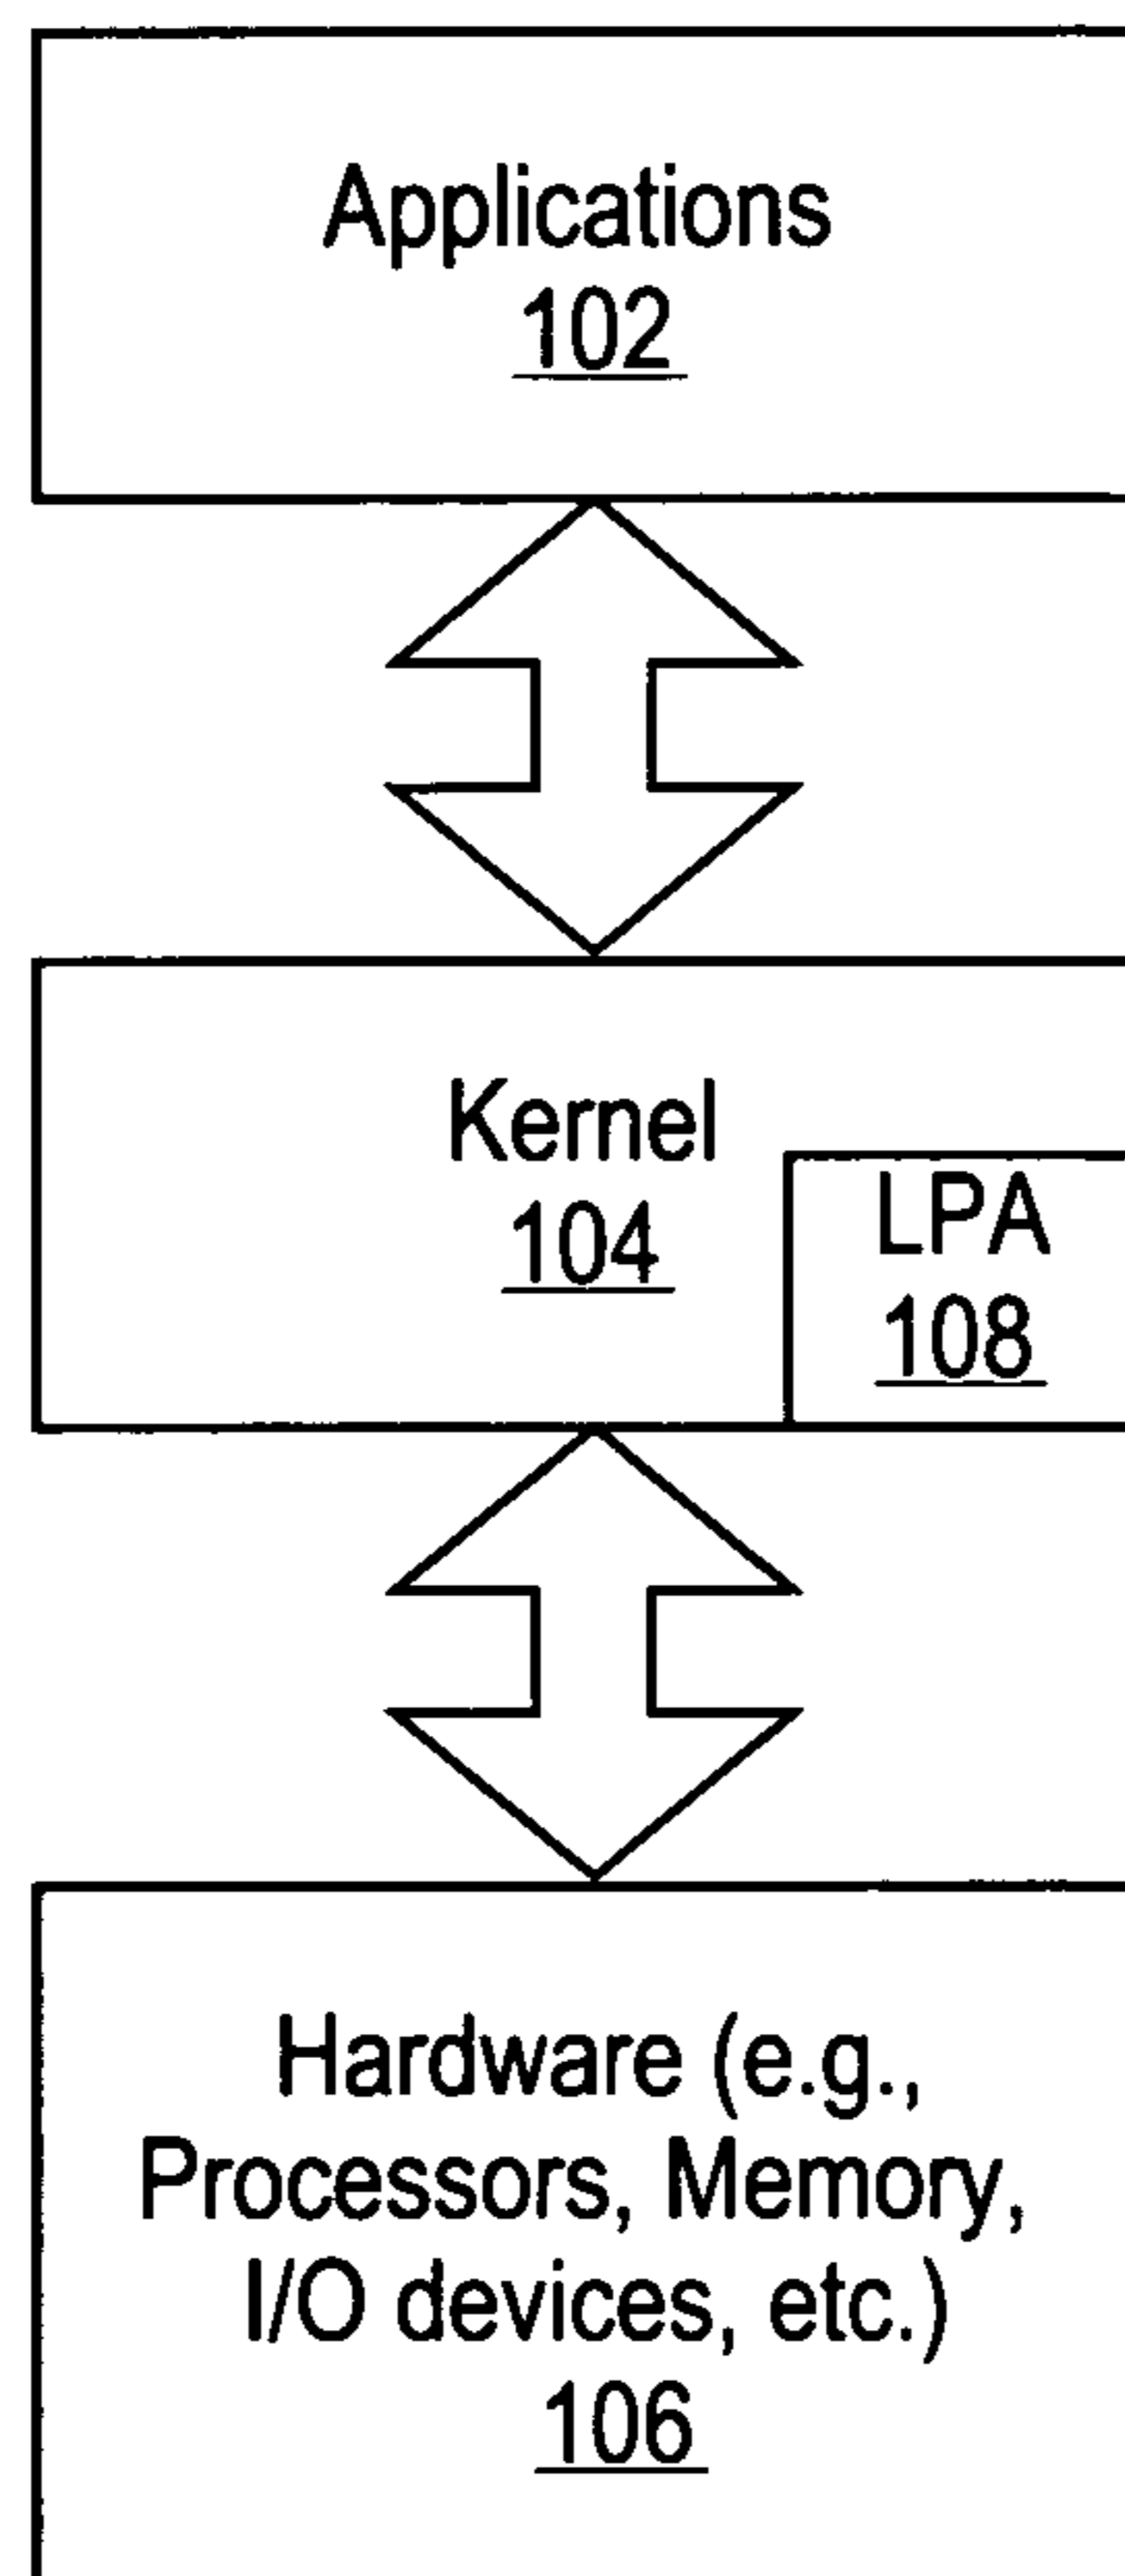 Applications
102
Kernel
104
LPA
108
Hardware (e.g.,
Processors, Memory,
I/O devices, etc.)
106